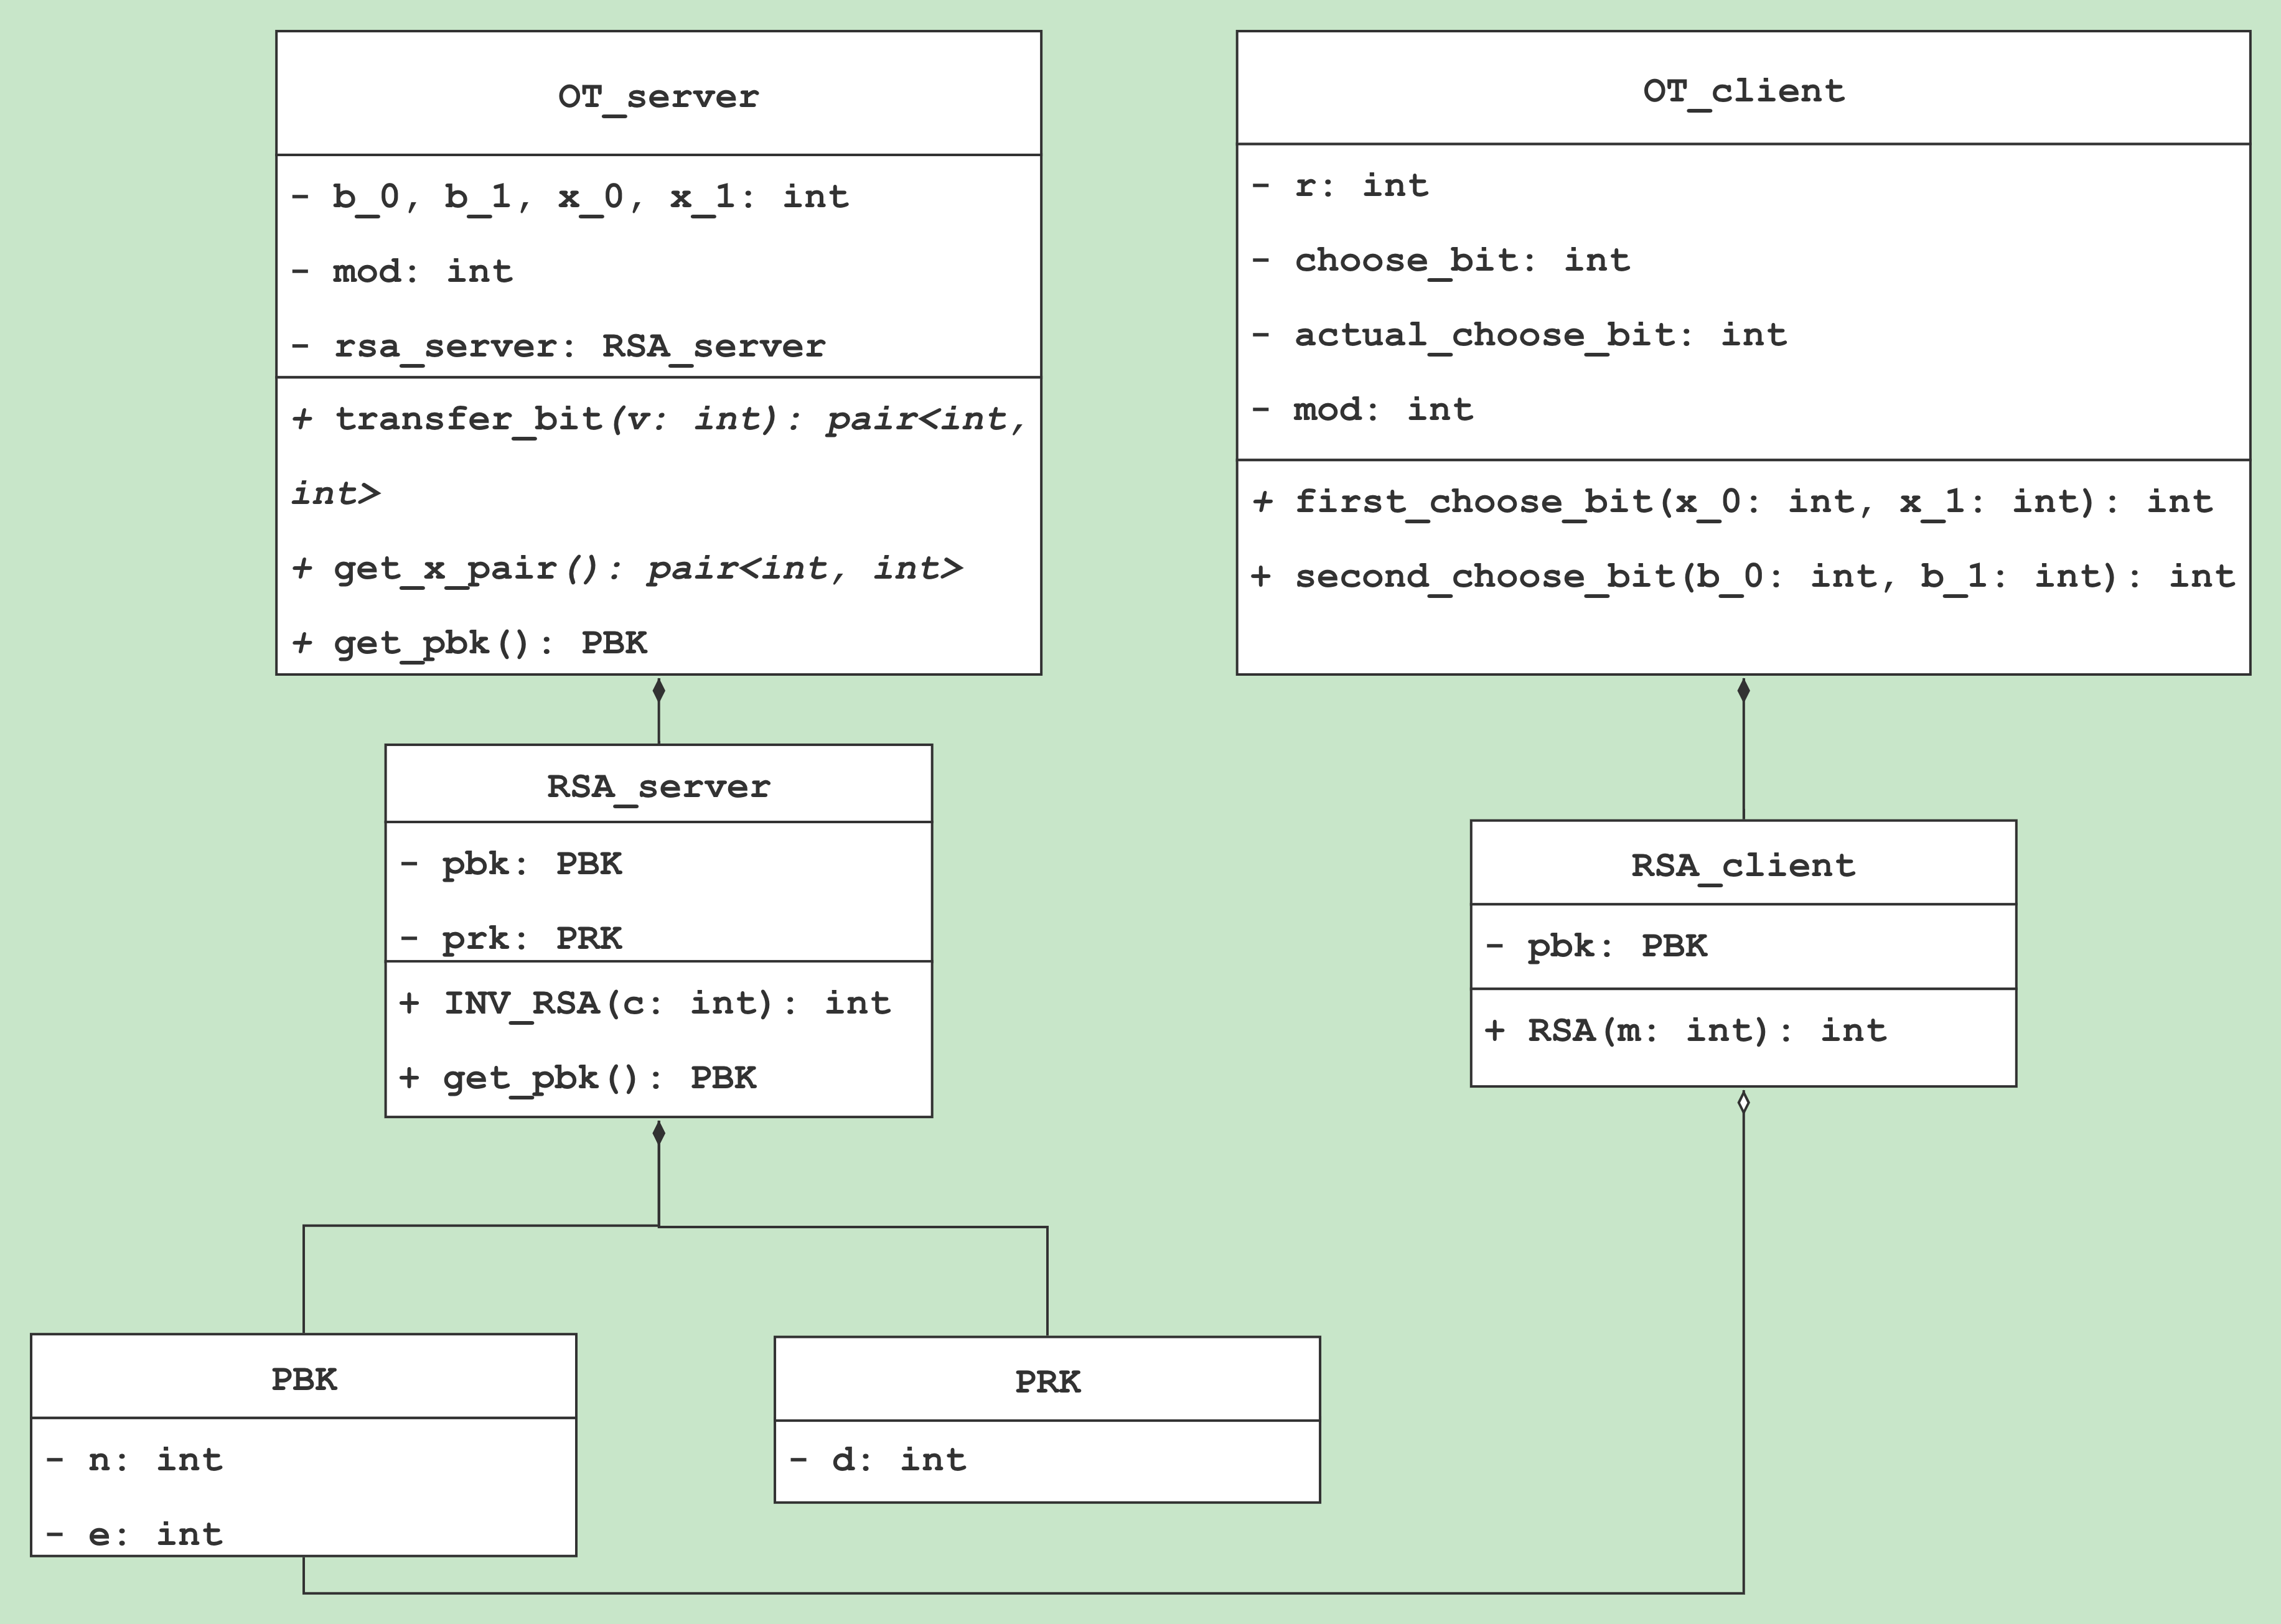 OT_server
- b_0, b_1, x_0, x_1: int
- mod: int
- rsa_server: RSA_server
+ transfer_bit(v: int): pair<int,
int>
+ get_x_pair(): pair<int, int>
+ get_pbk(): PBK
OT_client
- r: int
- choose_bit: int
- actual_choose_bit: int
- mod: int
+ first_choose_bit(x_0: int, x_1: int): int
+ second_choose_bit(b_0: int, b_1: int): int
RSA_server
- pbk: PBK
- prk: PRK
+ INV_RSA(c: int): int
+ get_pbk(): PBK
RSA_client
- pbk: PBK
+ RSA(m: int): int
PBK
- n: int
- e: int
PRK
- d: int